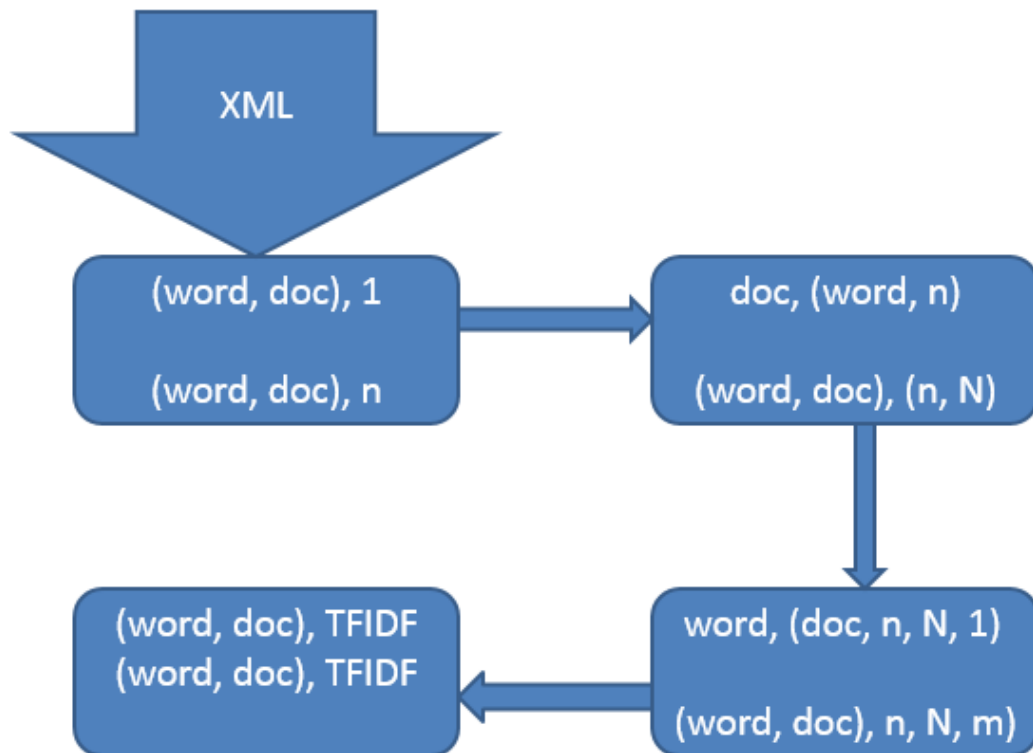 XML
(word, doc), 1
(word, doc), n
doc, (word, n)
(word, doc), (n, N)
word, (doc, n, N, 1)
(word, doc), n, N, m)
(word, doc), TFIDF
(word, doc), TFIDF